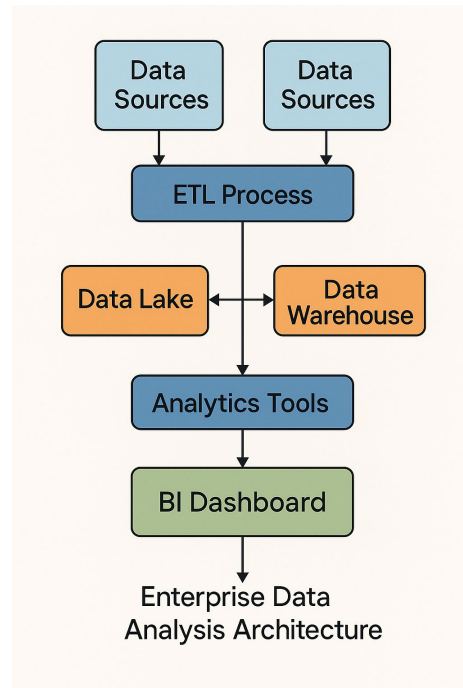 Data
Sources
Data
Sources
ETL Process
Data Lake
Data
Warehouse
Analytics Tools
BI Dashboard
Enterprise Data
Analysis Architecture